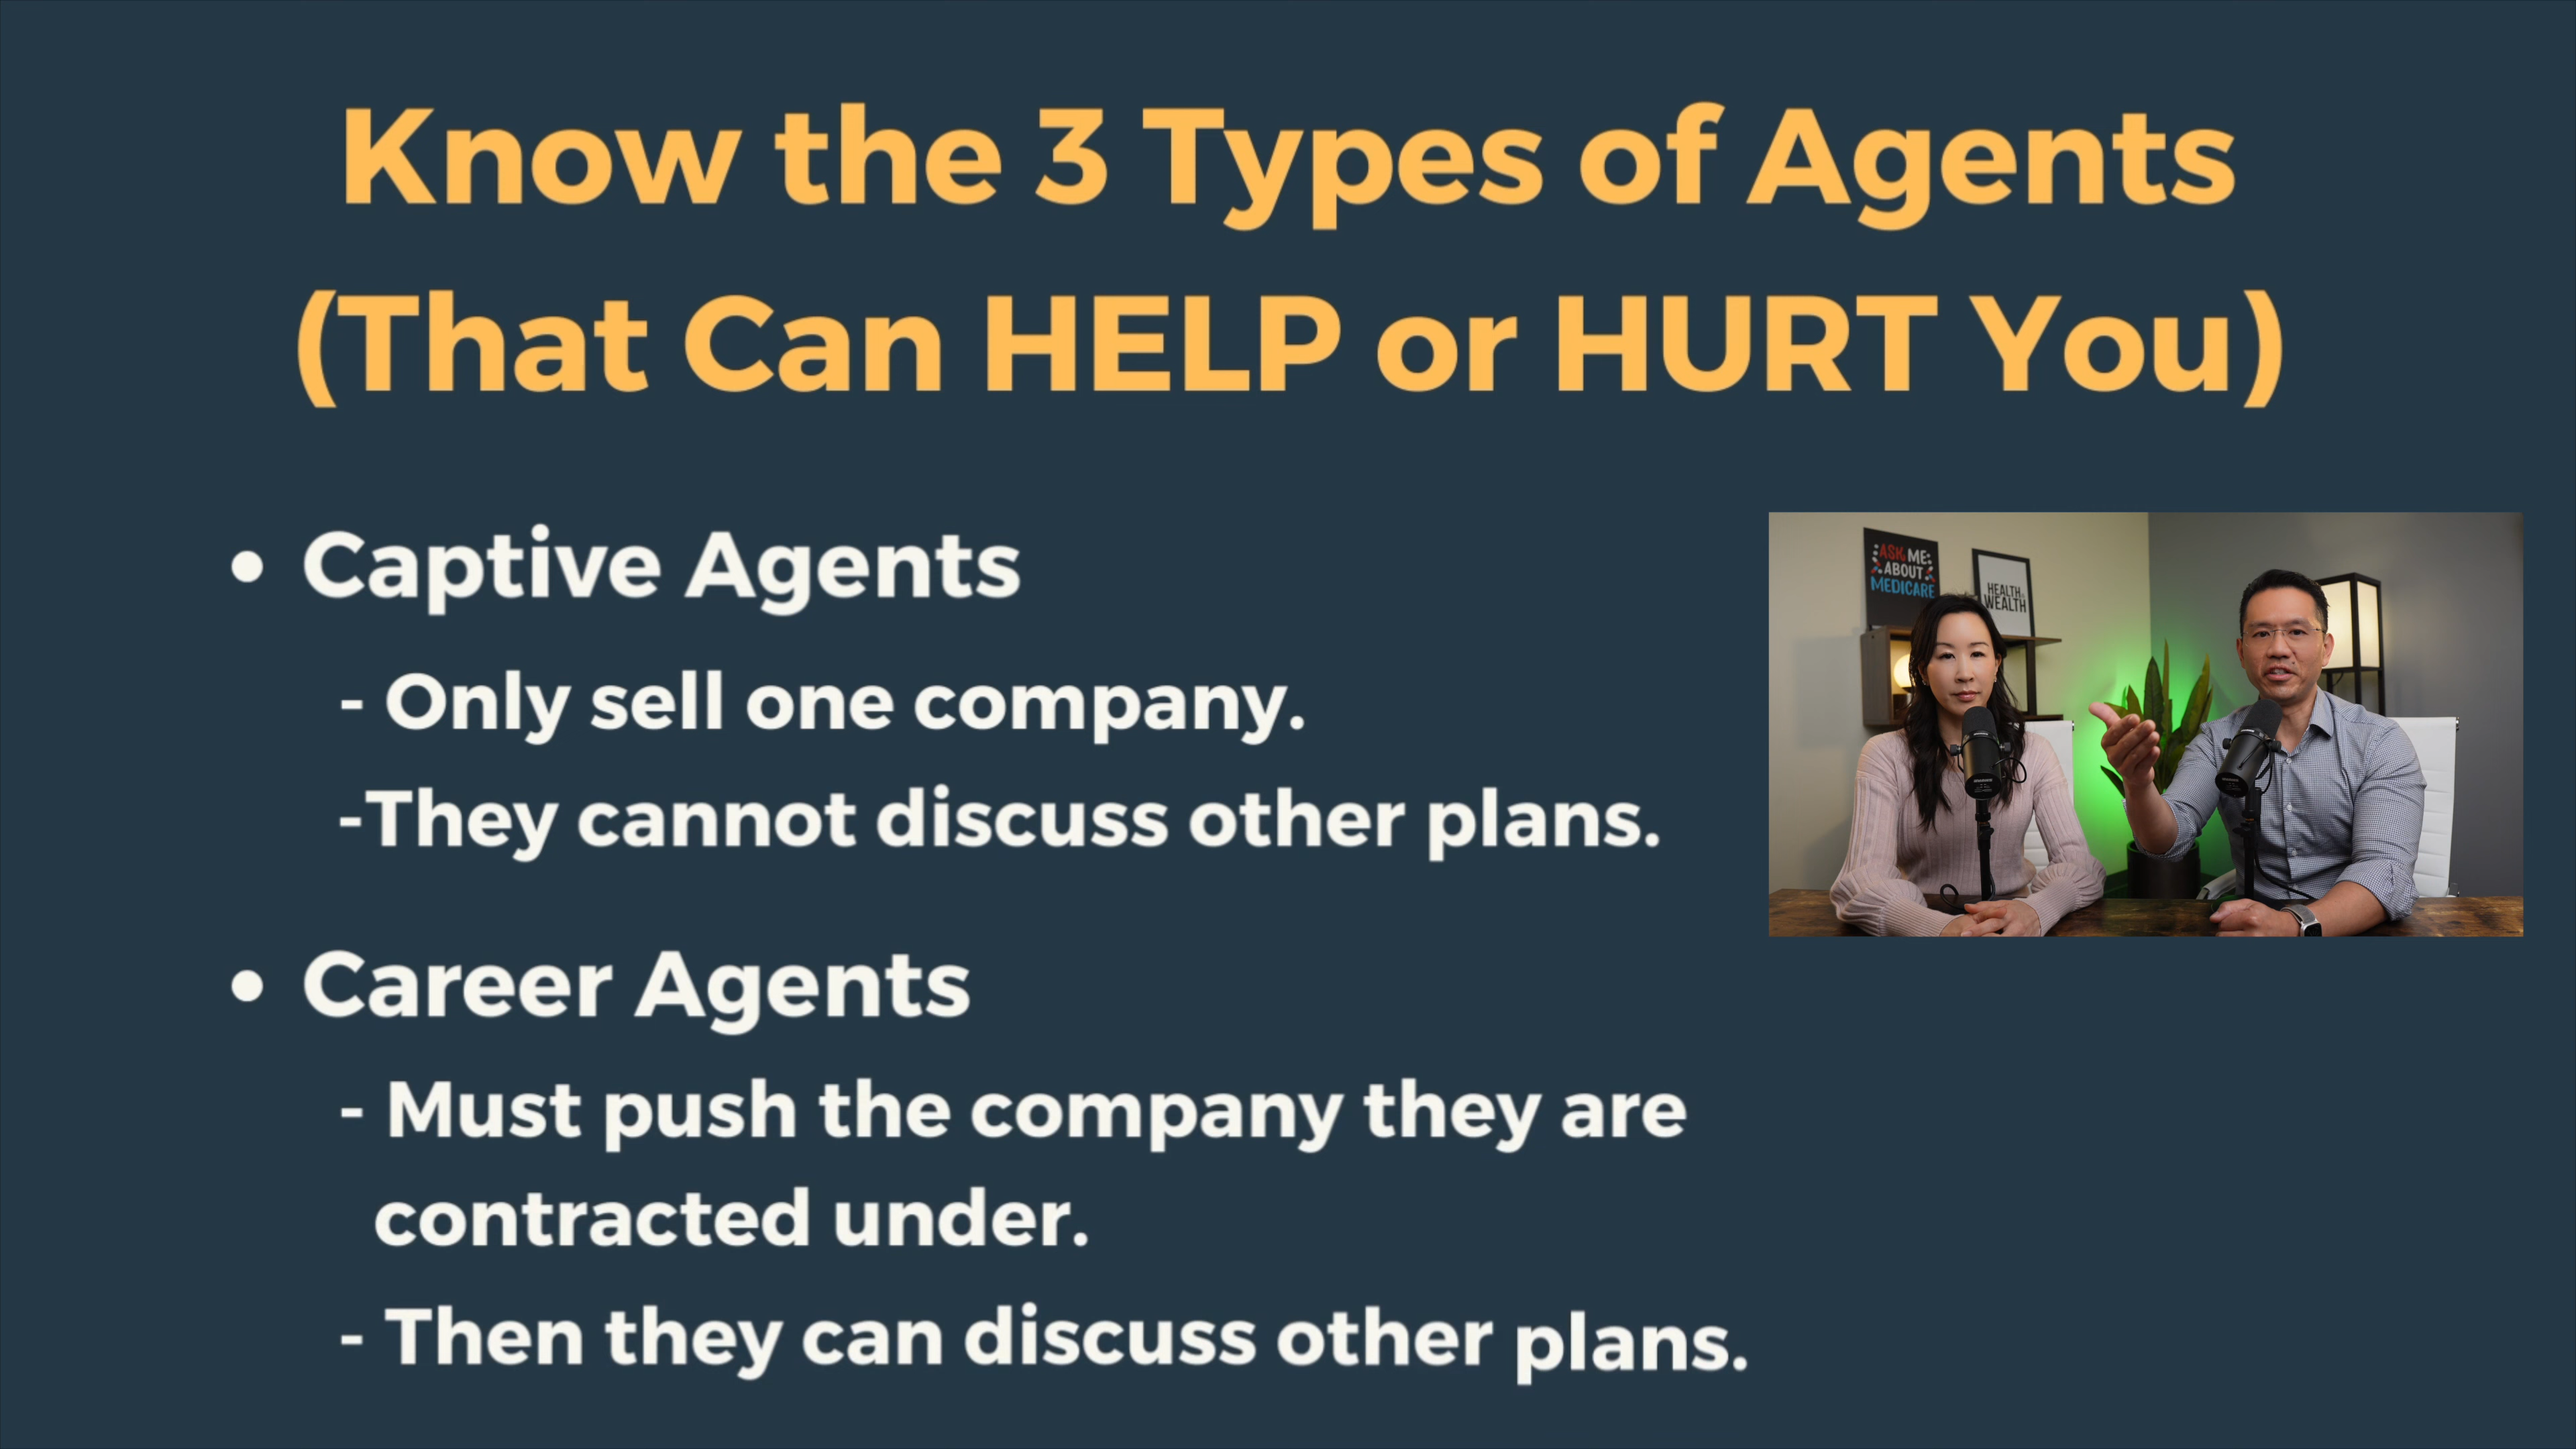 Know the 3 Types of Agents
(That Can HELP or HURT You)
• Captive Agents
- Only sell one company.
-They cannot discuss other plans.
ASK ME
ABOUT
MEDICARE
HEALTH
WEALTH
• Career Agents
- Must push the company they are
contracted under.
- Then they can discuss other plans.